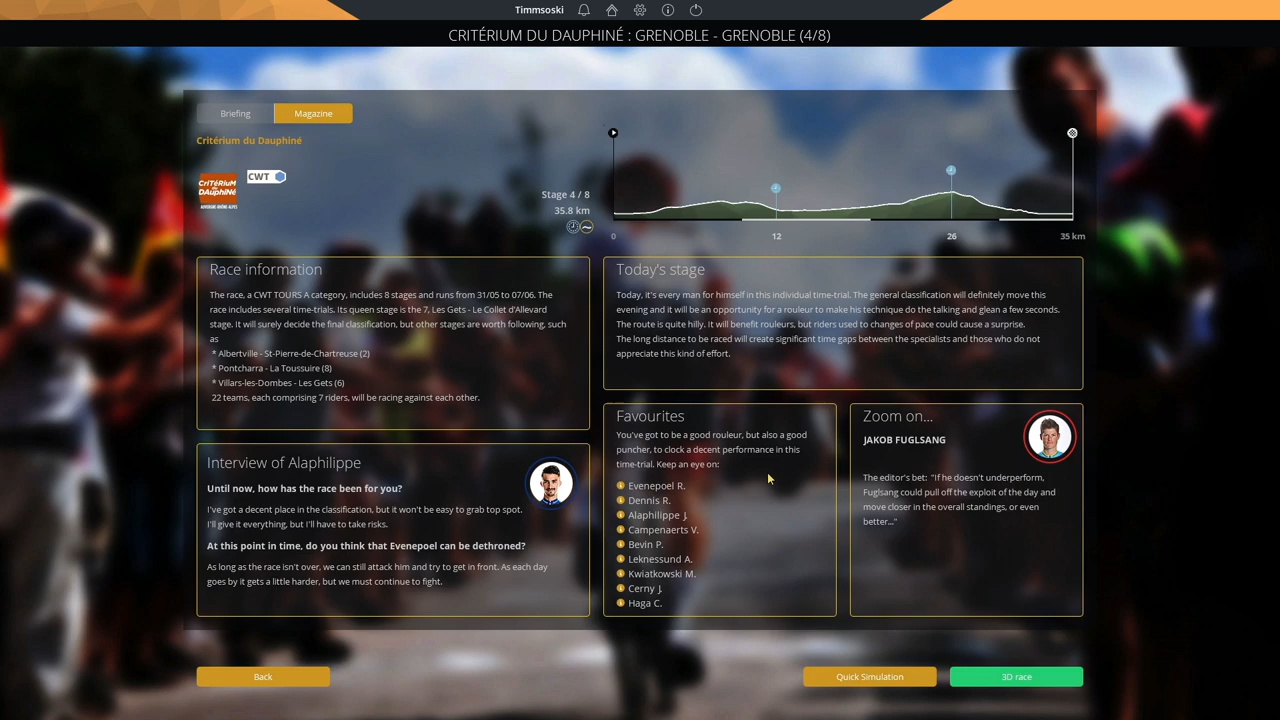 Timmsoski
CRITÉRIUM DU DAUPHINÉ : GRENOBLE - GRENOBLE (4/8)
Briefing
Magazine
Critérium du Dauphiné
CRITÉRIUM
DU DAUPHINÉ
AUVERGNE-RHÔNE-ALPES
CWT
Stage 4 / 8
35.8 km
0
12
26
35 km
Race information
The race, a CWT TOURS A category, includes 8 stages and runs from 31/05 to 07/06. The
race includes several time-trials. Its queen stage is the 7, Les Gets - Le Collet d'Allevard
stage. It will surely decide the final classification, but other stages are worth following, such
as
* Albertville - St-Pierre-de-Chartreuse (2)
* Pontcharra - La Toussuire (8)
* Villars-les-Dombes - Les Gets (6)
22 teams, each comprising 7 riders, will be racing against each other.
Today's stage
Today, it's every man for himself in this individual time-trial. The general classification will definitely move this
evening and it will be an opportunity for a rouleur to make his technique do the talking and glean a few seconds.
The route is quite hilly. It will benefit rouleurs, but riders used to changes of pace could cause a surprise.
The long distance to be raced will create significant time gaps between the specialists and those who do not
appreciate this kind of effort.
Interview of Alaphilippe
Until now, how has the race been for you?
I've got a decent place in the classification, but it won't be easy to grab top spot.
I'll give it everything, but I'll have to take risks.
At this point in time, do you think that Evenepoel can be dethroned?
As long as the race isn't over, we can still attack him and try to get in front. As each day
goes by it gets a little harder, but we must continue to fight.
Favourites
You've got to be a good rouleur, but also a good
puncher, to clock a decent performance in this
time-trial. Keep an eye on:
Evenepoel R.
Dennis R.
Alaphilippe J.
Campenaerts V.
Bevin P.
Leknessund A.
Kwiatkowski M.
Cerny J.
Haga C.
Zoom on...
JAKOB FUGLSANG
The editor's bet: "If he doesn't underperform,
Fuglsang could pull off the exploit of the day and
move closer in the overall standings, or even
better..."
Back
Quick Simulation
3D race